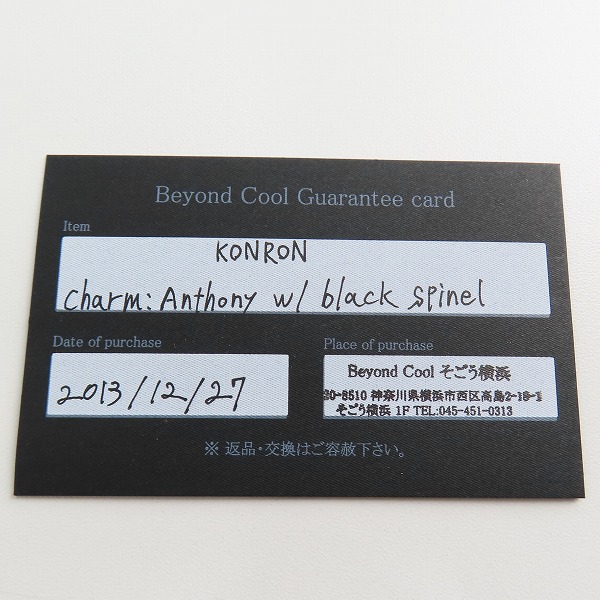 Beyond Cool Guarantee card
Item
KONRON
charm: Anthony w/ black spinel
Date of purchase
2013/12/27
Place of purchase
Beyond Cool そごう横浜
20-8510 神奈川県横浜市西区高島2-18-1
そごう横浜 1F TEL:045-451-0313
※ 返品・交換はご容赦下さい。